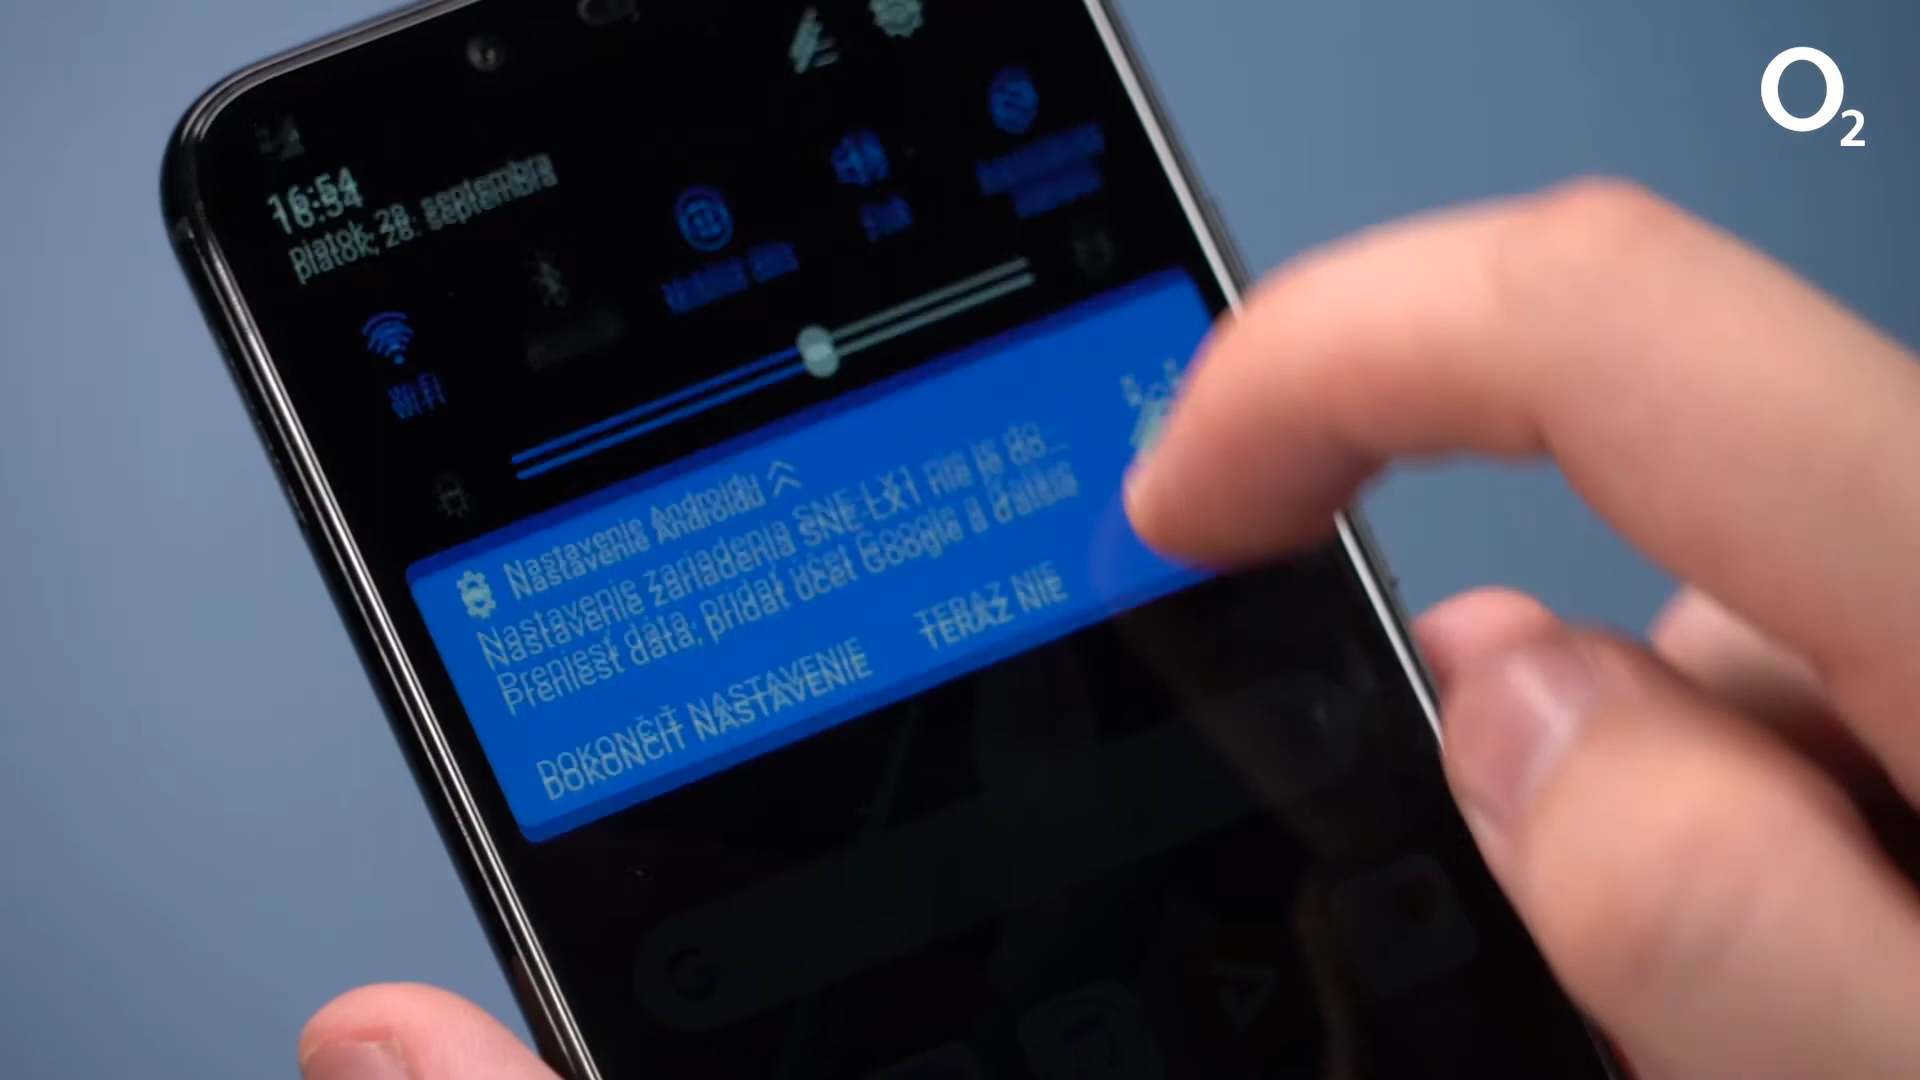 O2
16:54
piatok, 28. septembra
Wi-Fi
Nastavenie Androidu
Nastavenie zariadenia SNE-LX1 nie je do...
Preniesť dáta, pridať účet Google a ďalšie
DOKONČIŤ NASTAVENIE
TERAZ NIE